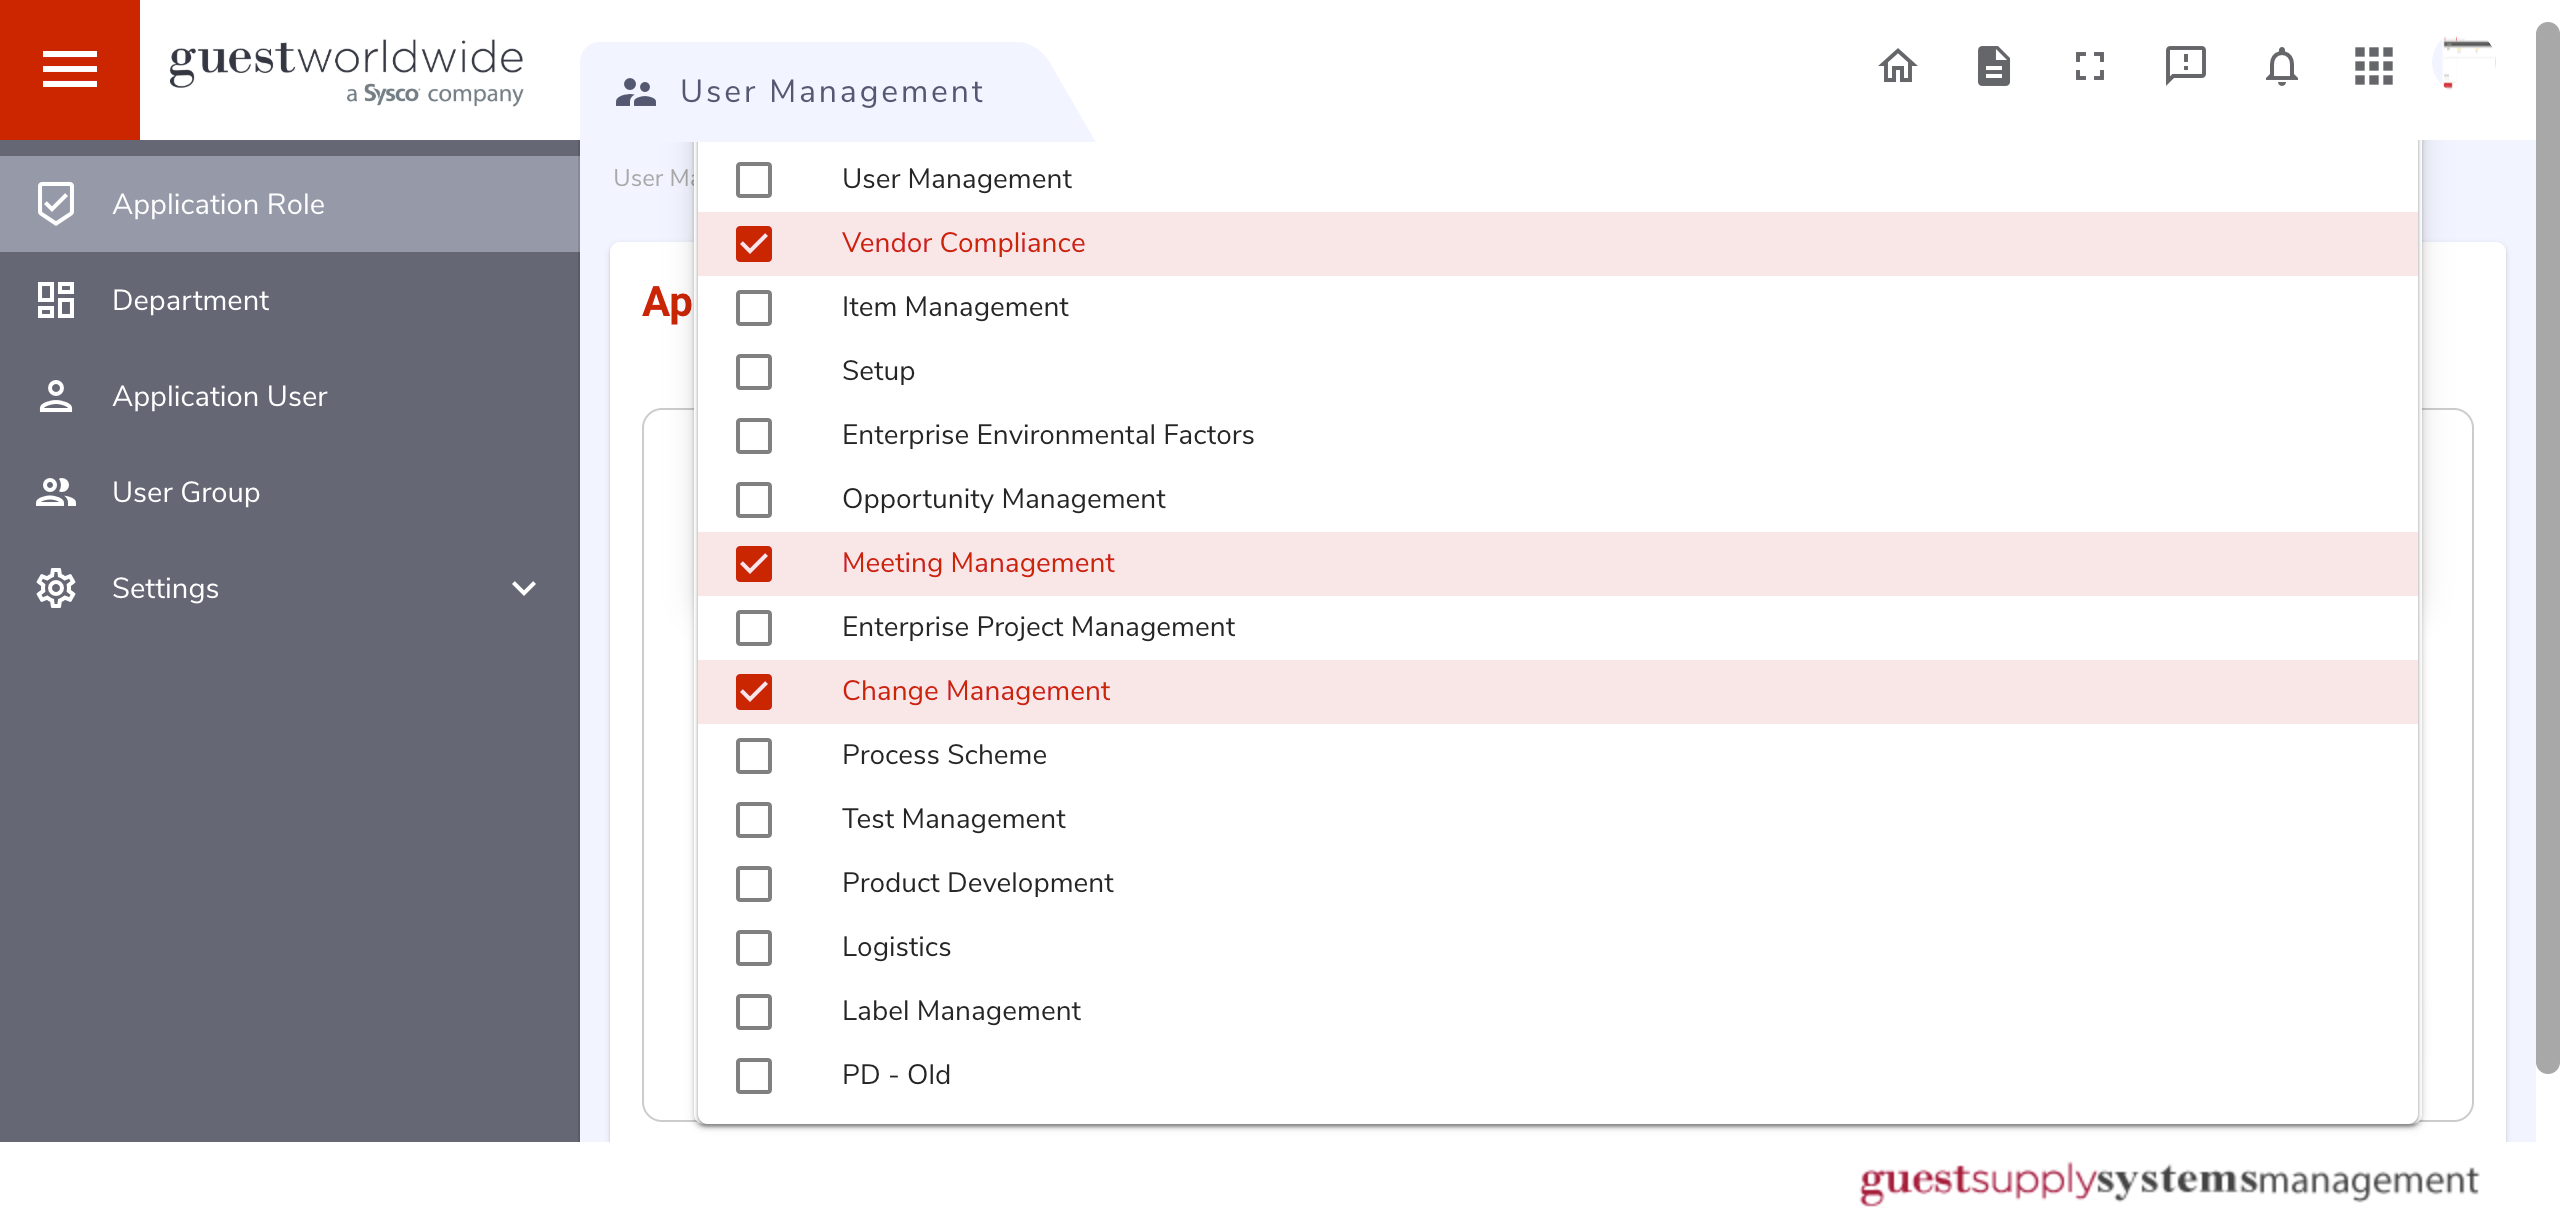 guestworldwide
a Sysco company
User Management
Application Role
Department
Application User
User Group
Settings
User Ma
Ap
User Management
Vendor Compliance
Item Management
Setup
Enterprise Environmental Factors
Opportunity Management
Meeting Management
Enterprise Project Management
Change Management
Process Scheme
Test Management
Product Development
Logistics
Label Management
PD - Old
guestsupplysystemsmanagement